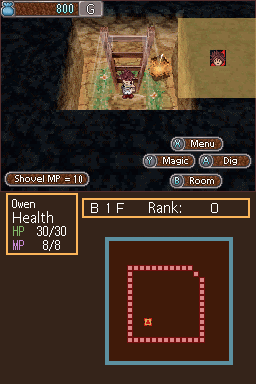 800 G
X Menu
Y Magic A Dig
Shovel MP = 10 B Room
Owen
Health
HP 30/30
MP 8/8
B 1 F Rank: 0